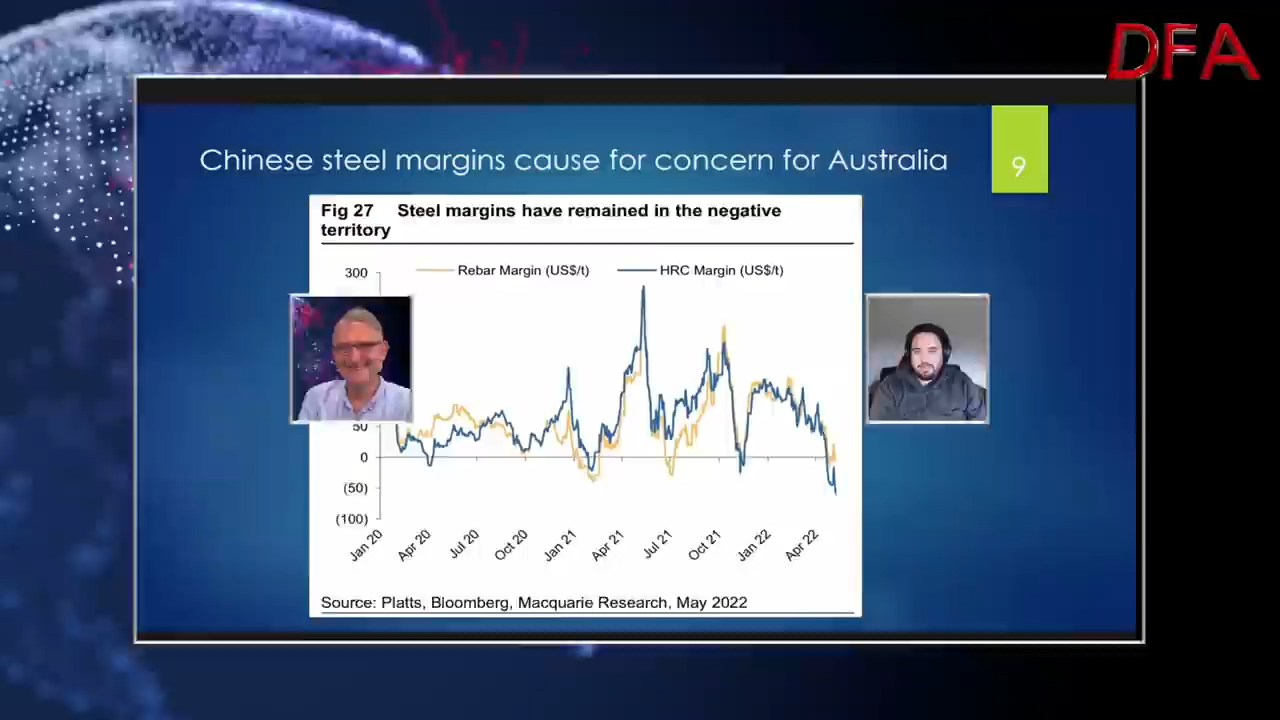 DFA
Chinese steel margins cause for concern for Australia
9
Fig 27 Steel margins have remained in the negative
territory
Rebar Margin (US$/t) HRC Margin (US$/t)
300
50
0
(50)
(100)
Jan 20 Apr 20 Jul 20 Oct 20 Jan 21 Apr 21 Jul 21 Oct 21 Jan 22 Apr 22
Source: Platts, Bloomberg, Macquarie Research, May 2022